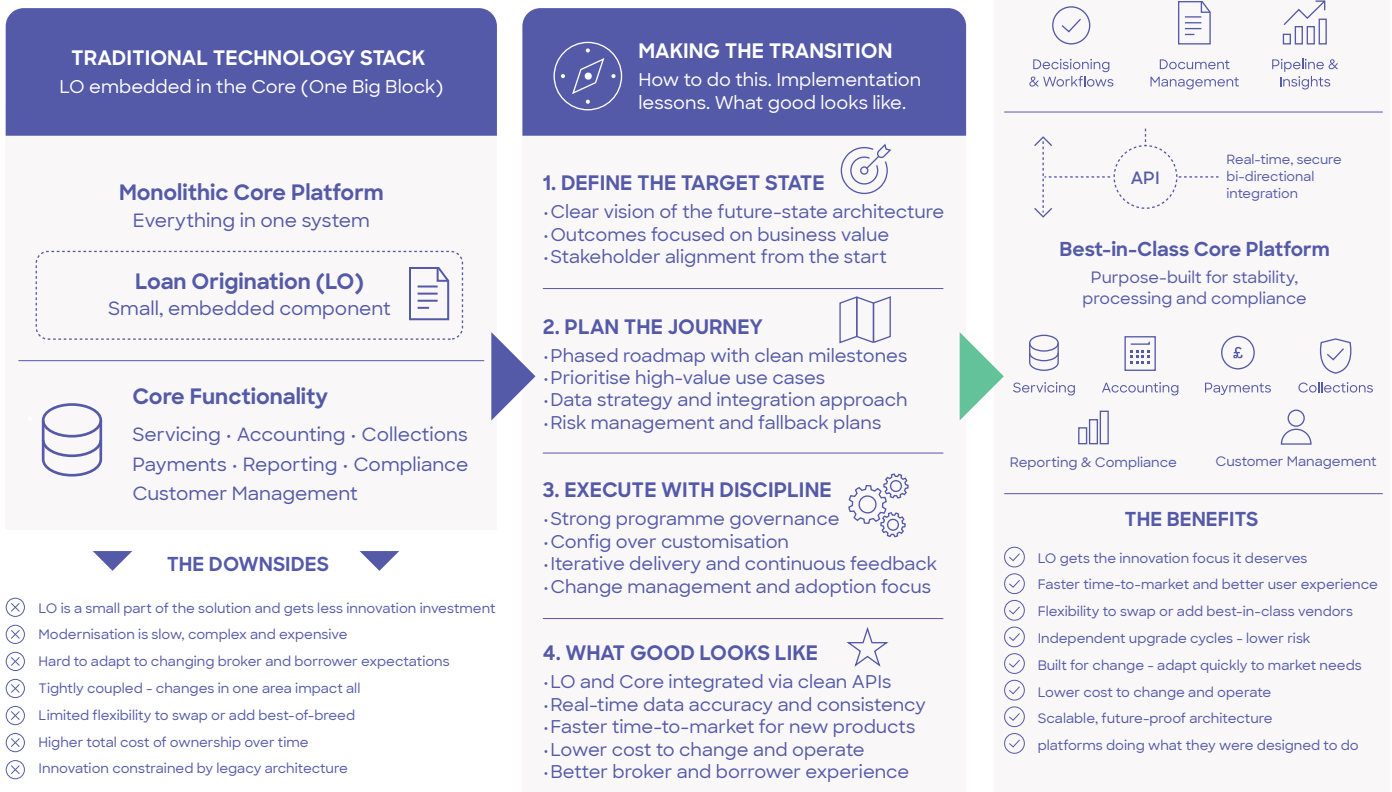 TRADITIONAL TECHNOLOGY STACK
LO embedded in the Core (One Big Block)
Monolithic Core Platform
Everything in one system
Loan Origination (LO)
Small, embedded component
Core Functionality
Servicing · Accounting · Collections
Payments · Reporting · Compliance
Customer Management
THE DOWNSIDES
LO is a small part of the solution and gets less innovation investment
Modernisation is slow, complex and expensive
Hard to adapt to changing broker and borrower expectations
Tightly coupled - changes in one area impact all
Limited flexibility to swap or add best-of-breed
Higher total cost of ownership over time
Innovation constrained by legacy architecture
MAKING THE TRANSITION
How to do this. Implementation
lessons. What good looks like.
1. DEFINE THE TARGET STATE
·Clear vision of the future-state architecture
·Outcomes focused on business value
·Stakeholder alignment from the start
2. PLAN THE JOURNEY
·Phased roadmap with clean milestones
·Prioritise high-value use cases
·Data strategy and integration approach
·Risk management and fallback plans
3. EXECUTE WITH DISCIPLINE
·Strong programme governance
·Config over customisation
·Iterative delivery and continuous feedback
·Change management and adoption focus
4. WHAT GOOD LOOKS LIKE
·LO and Core integrated via clean APIs
·Real-time data accuracy and consistency
·Faster time-to-market for new products
·Lower cost to change and operate
·Better broker and borrower experience
Decisioning
& Workflows
Document
Management
Pipeline &
Insights
API
Real-time, secure
bi-directional
integration
Best-in-Class Core Platform
Purpose-built for stability,
processing and compliance
£
Servicing Accounting Payments Collections
Reporting & Compliance Customer Management
THE BENEFITS
LO gets the innovation focus it deserves
Faster time-to-market and better user experience
Flexibility to swap or add best-in-class vendors
Independent upgrade cycles - lower risk
Built for change - adapt quickly to market needs
Lower cost to change and operate
Scalable, future-proof architecture
platforms doing what they were designed to do